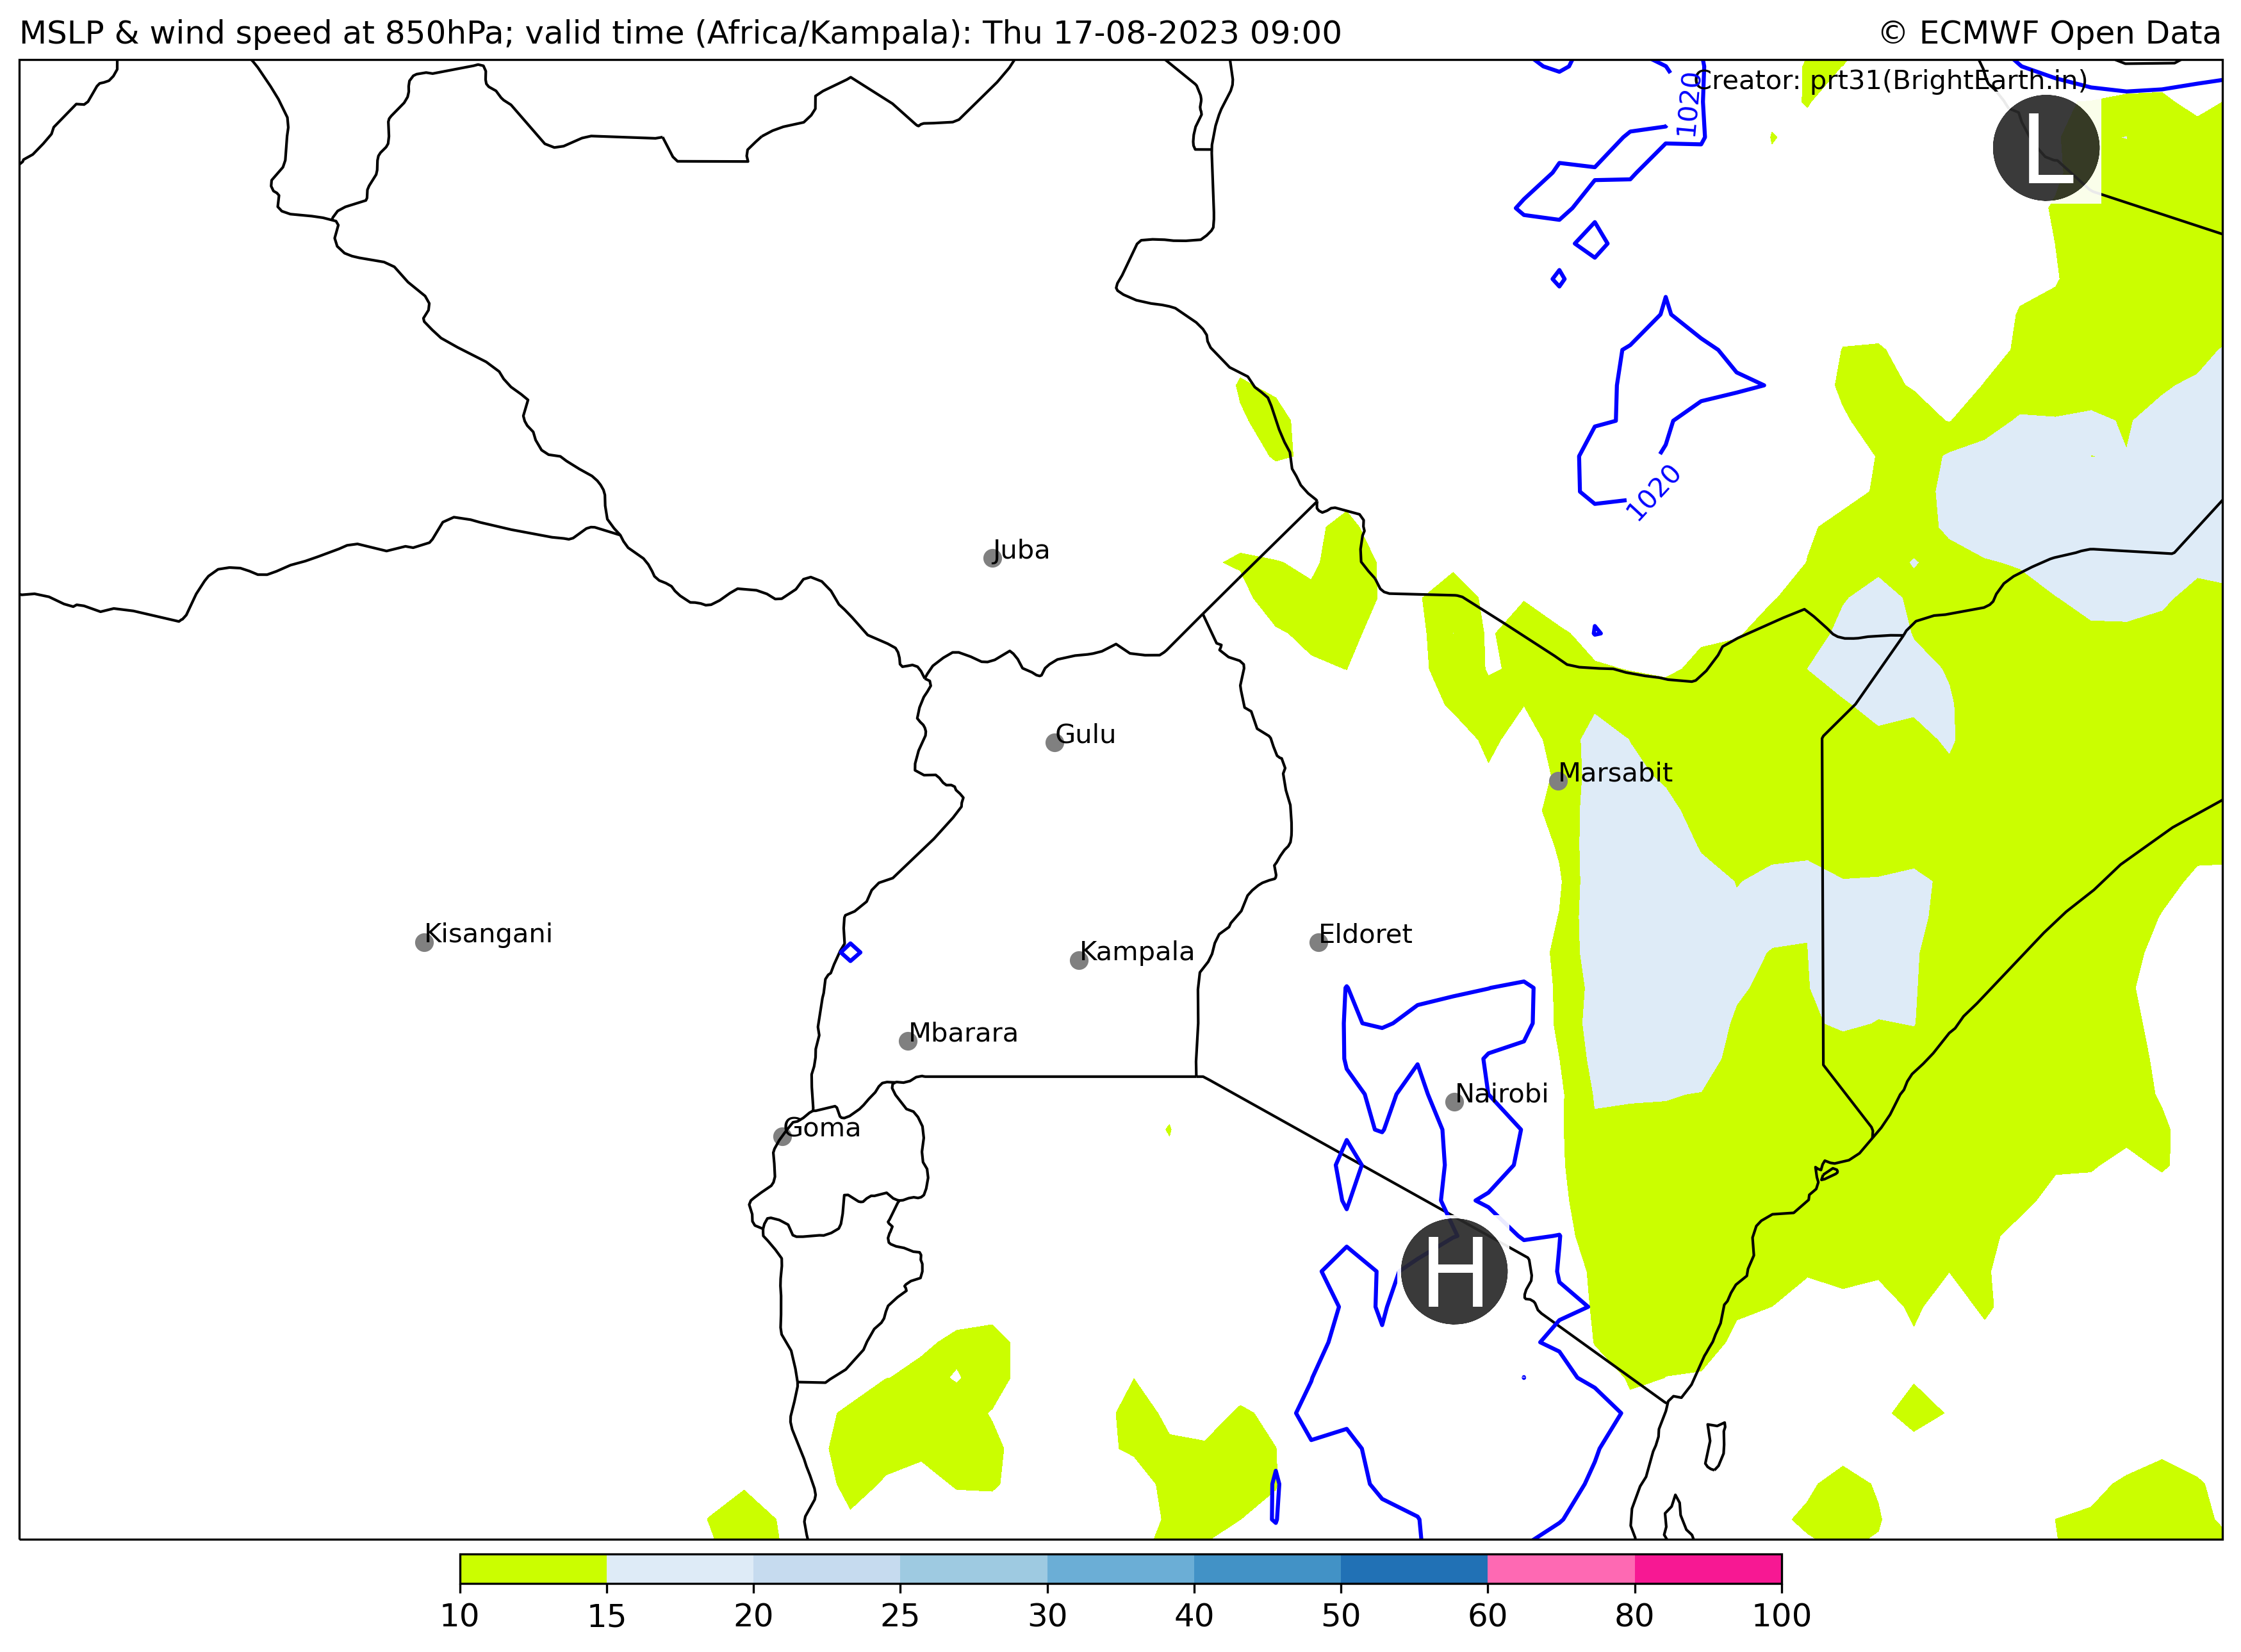 MSLP & wind speed at 850hPa; valid time (Africa/Kampala): Thu 17-08-2023 09:00
© ECMWF Open Data
Creator: prt31(BrightEarth.in)
1020
L
1020
Juba
Gulu
Marsabit
Kisangani
Eldoret
Kampala
Mbarara
Nairobi
Goma
H
10 15 20 25 30 40 50 60 80 100